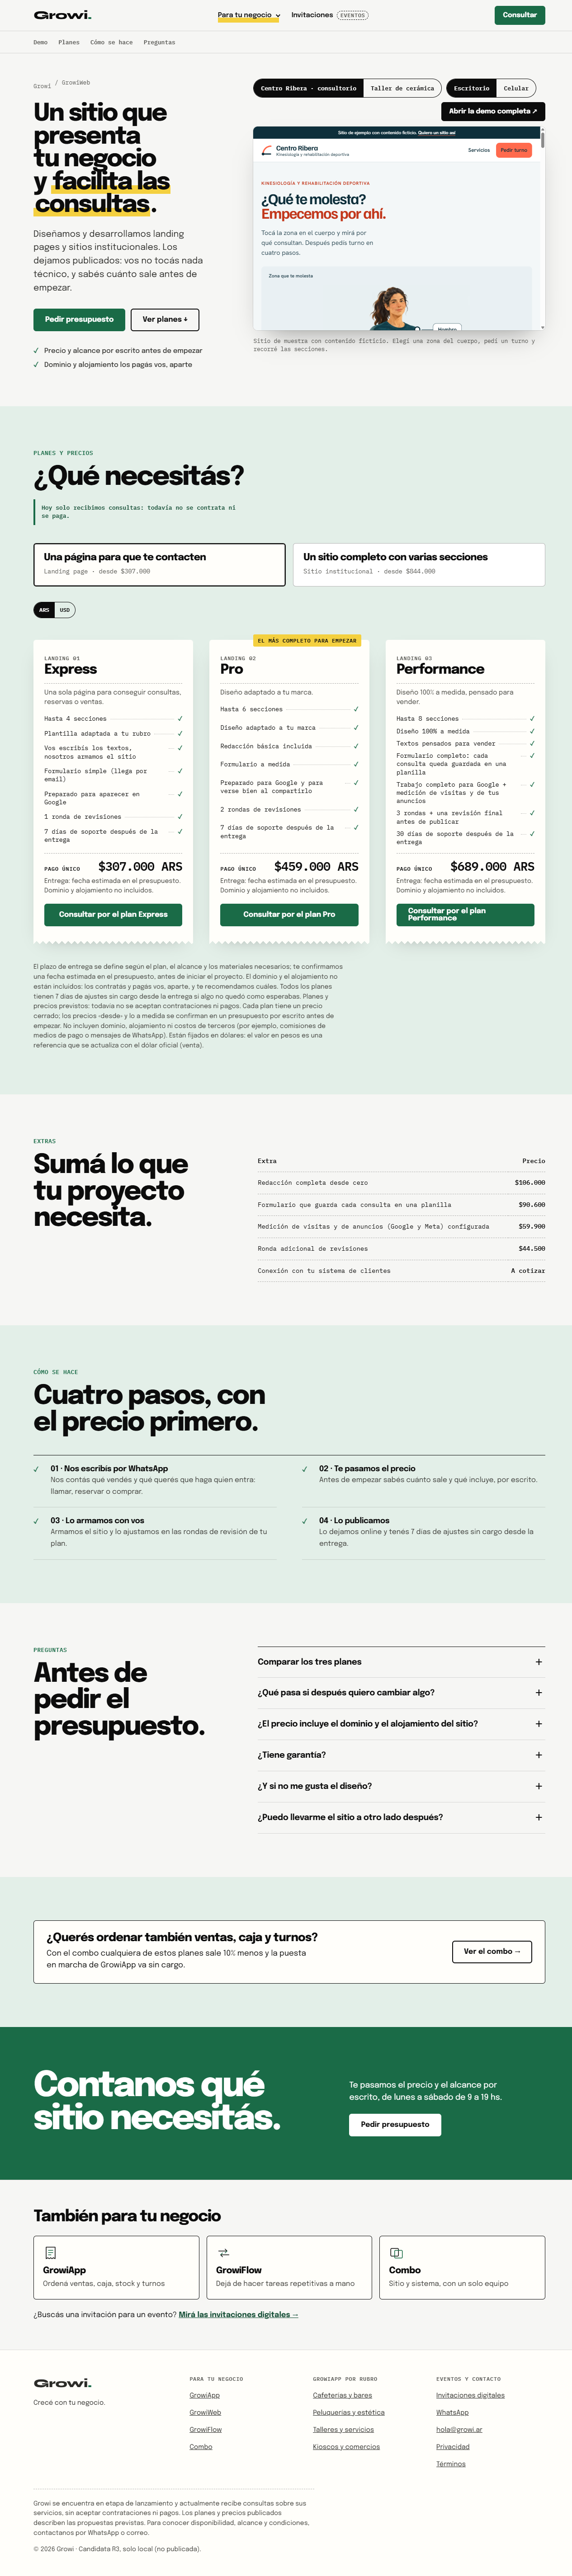 Growi.
Para tu negocio
Invitaciones EVENTOS
Consultar
Demo Planes Cómo se hace Preguntas
Growi / GrowiWeb
Un sitio que
presenta
tu negocio
y facilita las
consultas.
Diseñamos y desarrollamos landing
pages y sitios institucionales. Los
dejamos publicados: vos no tocás nada
técnico, y sabés cuánto sale antes de
empezar.
Pedir presupuesto
Ver planes ↓
✓ Precio y alcance por escrito antes de empezar
✓ Dominio y alojamiento los pagás vos, aparte
Centro Ribera · consultorio
Taller de cerámica
Escritorio
Celular
Abrir la demo completa ↗
Sitio de ejemplo con contenido ficticio. Quiero un sitio así
Centro Ribera
Kinesiología y rehabilitación deportiva
Servicios
Pedir turno
KINESIOLOGÍA Y REHABILITACIÓN DEPORTIVA
¿Qué te molesta?
Empecemos por ahí.
Tocá la zona en el cuerpo y mirá por
qué consultan. Después pedís turno en
cuatro pasos.
Zona que te molesta
Hombro
Sitio de muestra con contenido ficticio. Elegí una zona del cuerpo, pedí un turno y
recorré las secciones.
PLANES Y PRECIOS
¿Qué necesitás?
Hoy solo recibimos consultas: todavía no se contrata ni
se paga.
Una página para que te contacten
Landing page · desde $307.000
Un sitio completo con varias secciones
Sitio institucional · desde $844.000
ARS USD
LANDING 01
Express
Una sola página para conseguir consultas,
reservas o ventas.
Hasta 4 secciones ✓
Plantilla adaptada a tu rubro ✓
Vos escribís los textos,
nosotros armamos el sitio ✓
Formulario simple (llega por
email) ✓
Preparado para aparecer en
Google ✓
1 ronda de revisiones ✓
7 días de soporte después de la
entrega ✓
PAGO ÚNICO $307.000 ARS
Entrega: fecha estimada en el presupuesto.
Dominio y alojamiento no incluidos.
Consultar por el plan Express
EL MÁS COMPLETO PARA EMPEZAR
LANDING 02
Pro
Diseño adaptado a tu marca.
Hasta 6 secciones ✓
Diseño adaptado a tu marca ✓
Redacción básica incluida ✓
Formulario a medida ✓
Preparado para Google y para
verse bien al compartirlo ✓
2 rondas de revisiones ✓
7 días de soporte después de la
entrega ✓
PAGO ÚNICO $459.000 ARS
Entrega: fecha estimada en el presupuesto.
Dominio y alojamiento no incluidos.
Consultar por el plan Pro
LANDING 03
Performance
Diseño 100% a medida, pensado para
vender.
Hasta 8 secciones ✓
Diseño 100% a medida ✓
Textos pensados para vender ✓
Formulario completo: cada
consulta queda guardada en una
planilla ✓
Trabajo completo para Google +
medición de visitas y de tus
anuncios ✓
3 rondas + una revisión final
antes de publicar ✓
30 días de soporte después de la
entrega ✓
PAGO ÚNICO $689.000 ARS
Entrega: fecha estimada en el presupuesto.
Dominio y alojamiento no incluidos.
Consultar por el plan
Performance
El plazo de entrega se define según el plan, el alcance y los materiales necesarios; te confirmamos
una fecha estimada en el presupuesto, antes de iniciar el proyecto. El dominio y el alojamiento no
están incluidos: los contratás y pagás vos, aparte, y te recomendamos cuáles. Todos los planes
tienen 7 días de ajustes sin cargo desde la entrega si algo no quedó como esperabas. Planes y
precios previstos: todavía no se aceptan contrataciones ni pagos. Cada plan tiene un precio
cerrado; los precios «desde» y lo a medida se confirman en un presupuesto por escrito antes de
empezar. No incluyen dominio, alojamiento ni costos de terceros (por ejemplo, comisiones de
medios de pago o mensajes de WhatsApp). Están fijados en dólares: el valor en pesos es una
referencia que se actualiza con el dólar oficial (venta).
EXTRAS
Sumá lo que
tu proyecto
necesita.
Extra Precio
Redacción completa desde cero $106.000
Formulario que guarda cada consulta en una planilla $90.600
Medición de visitas y de anuncios (Google y Meta) configurada $59.900
Ronda adicional de revisiones $44.500
Conexión con tu sistema de clientes A cotizar
CÓMO SE HACE
Cuatro pasos, con
el precio primero.
✓ 01 · Nos escribís por WhatsApp
Nos contás qué vendés y qué querés que haga quien entra:
llamar, reservar o comprar.
✓ 02 · Te pasamos el precio
Antes de empezar sabés cuánto sale y qué incluye, por escrito.
✓ 03 · Lo armamos con vos
Armamos el sitio y lo ajustamos en las rondas de revisión de tu
plan.
✓ 04 · Lo publicamos
Lo dejamos online y tenés 7 días de ajustes sin cargo desde la
entrega.
PREGUNTAS
Antes de
pedir el
presupuesto.
Comparar los tres planes +
¿Qué pasa si después quiero cambiar algo? +
¿El precio incluye el dominio y el alojamiento del sitio? +
¿Tiene garantía? +
¿Y si no me gusta el diseño? +
¿Puedo llevarme el sitio a otro lado después? +
¿Querés ordenar también ventas, caja y turnos?
Con el combo cualquiera de estos planes sale 10% menos y la puesta
en marcha de GrowiApp va sin cargo.
Ver el combo →
Contanos qué
sitio necesitás.
Te pasamos el precio y el alcance por
escrito, de lunes a sábado de 9 a 19 hs.
Pedir presupuesto
También para tu negocio
GrowiApp
Ordená ventas, caja, stock y turnos
GrowiFlow
Dejá de hacer tareas repetitivas a mano
Combo
Sitio y sistema, con un solo equipo
¿Buscás una invitación para un evento? Mirá las invitaciones digitales →
Growi.
Crecé con tu negocio.
PARA TU NEGOCIO
GrowiApp
GrowiWeb
GrowiFlow
Combo
GROWIAPP POR RUBRO
Cafeterías y bares
Peluquerías y estética
Talleres y servicios
Kioscos y comercios
EVENTOS Y CONTACTO
Invitaciones digitales
WhatsApp
hola@growi.ar
Privacidad
Términos
Growi se encuentra en etapa de lanzamiento y actualmente recibe consultas sobre sus
servicios, sin aceptar contrataciones ni pagos. Los planes y precios publicados
describen las propuestas previstas. Para conocer disponibilidad, alcance y condiciones,
contactanos por WhatsApp o correo.
© 2026 Growi · Candidata R3, solo local (no publicada).